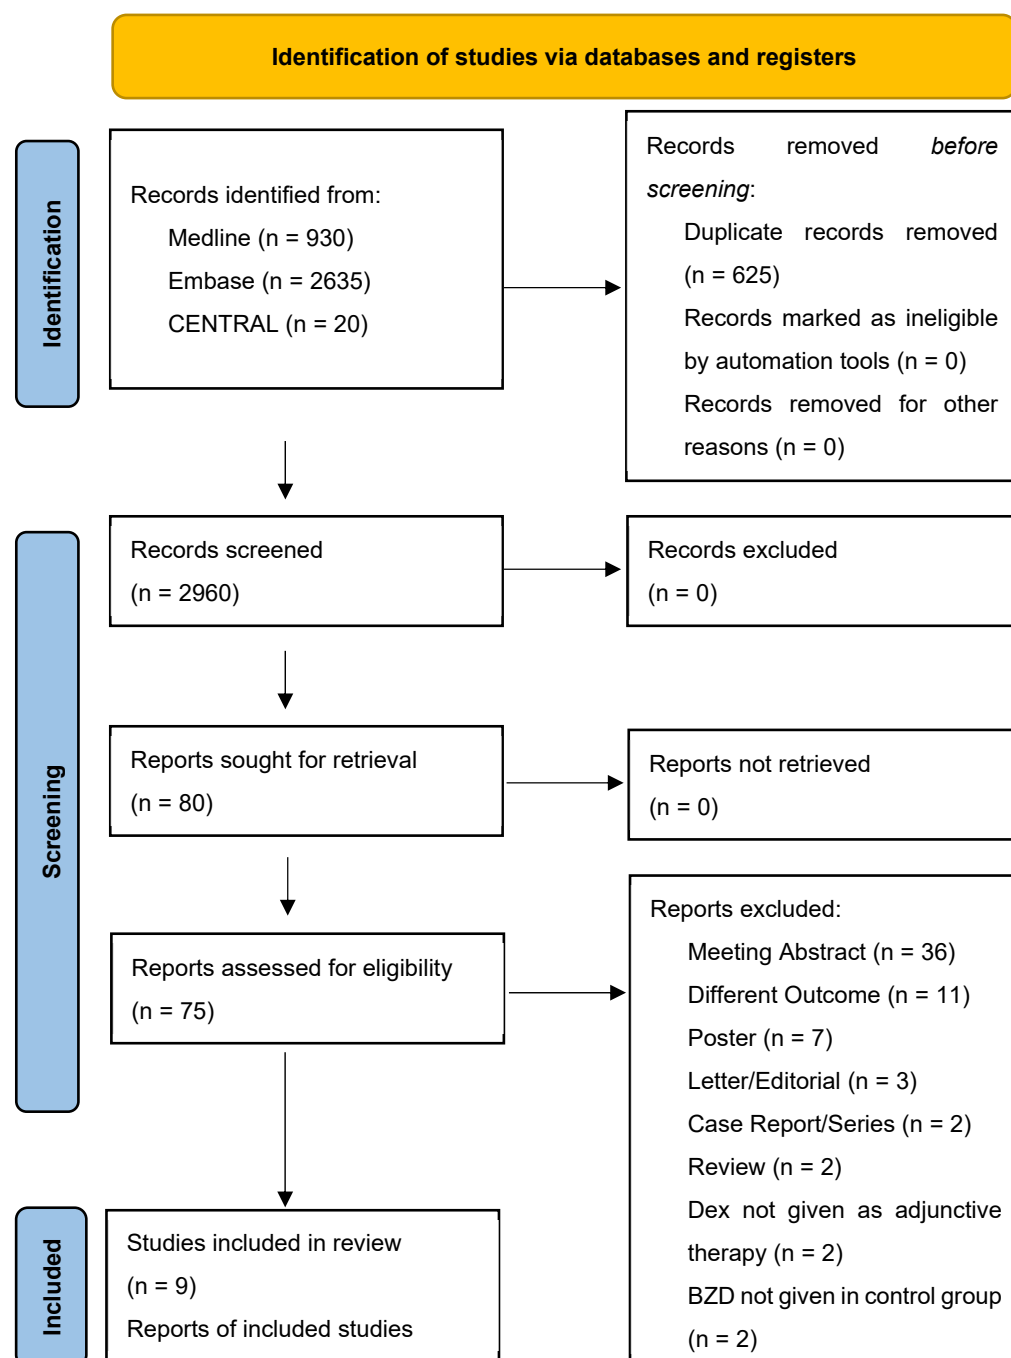 Identification of studies via databases and registers
Identification
Records identified from:
Medline (n = 930)
Embase (n = 2635)
CENTRAL (n = 20)
Records removed before
screening:
Duplicate records removed
(n = 625)
Records marked as ineligible
by automation tools (n = 0)
Records removed for other
reasons (n = 0)
Screening
Records screened
(n = 2960)
Records excluded
(n = 0)
Reports sought for retrieval
(n = 80)
Reports not retrieved
(n = 0)
Reports assessed for eligibility
(n = 75)
Reports excluded:
Meeting Abstract (n = 36)
Different Outcome (n = 11)
Poster (n = 7)
Letter/Editorial (n = 3)
Case Report/Series (n = 2)
Review (n = 2)
Dex not given as adjunctive
therapy (n = 2)
BZD not given in control group
(n = 2)
Included
Studies included in review
(n = 9)
Reports of included studies